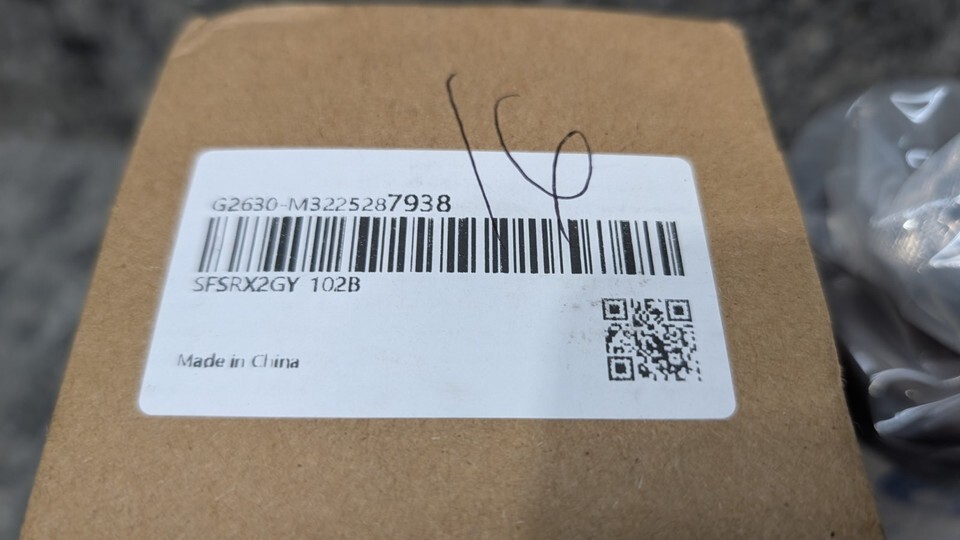 16
G2630-M3225287938
SFSRX2GY 102B
Made in China